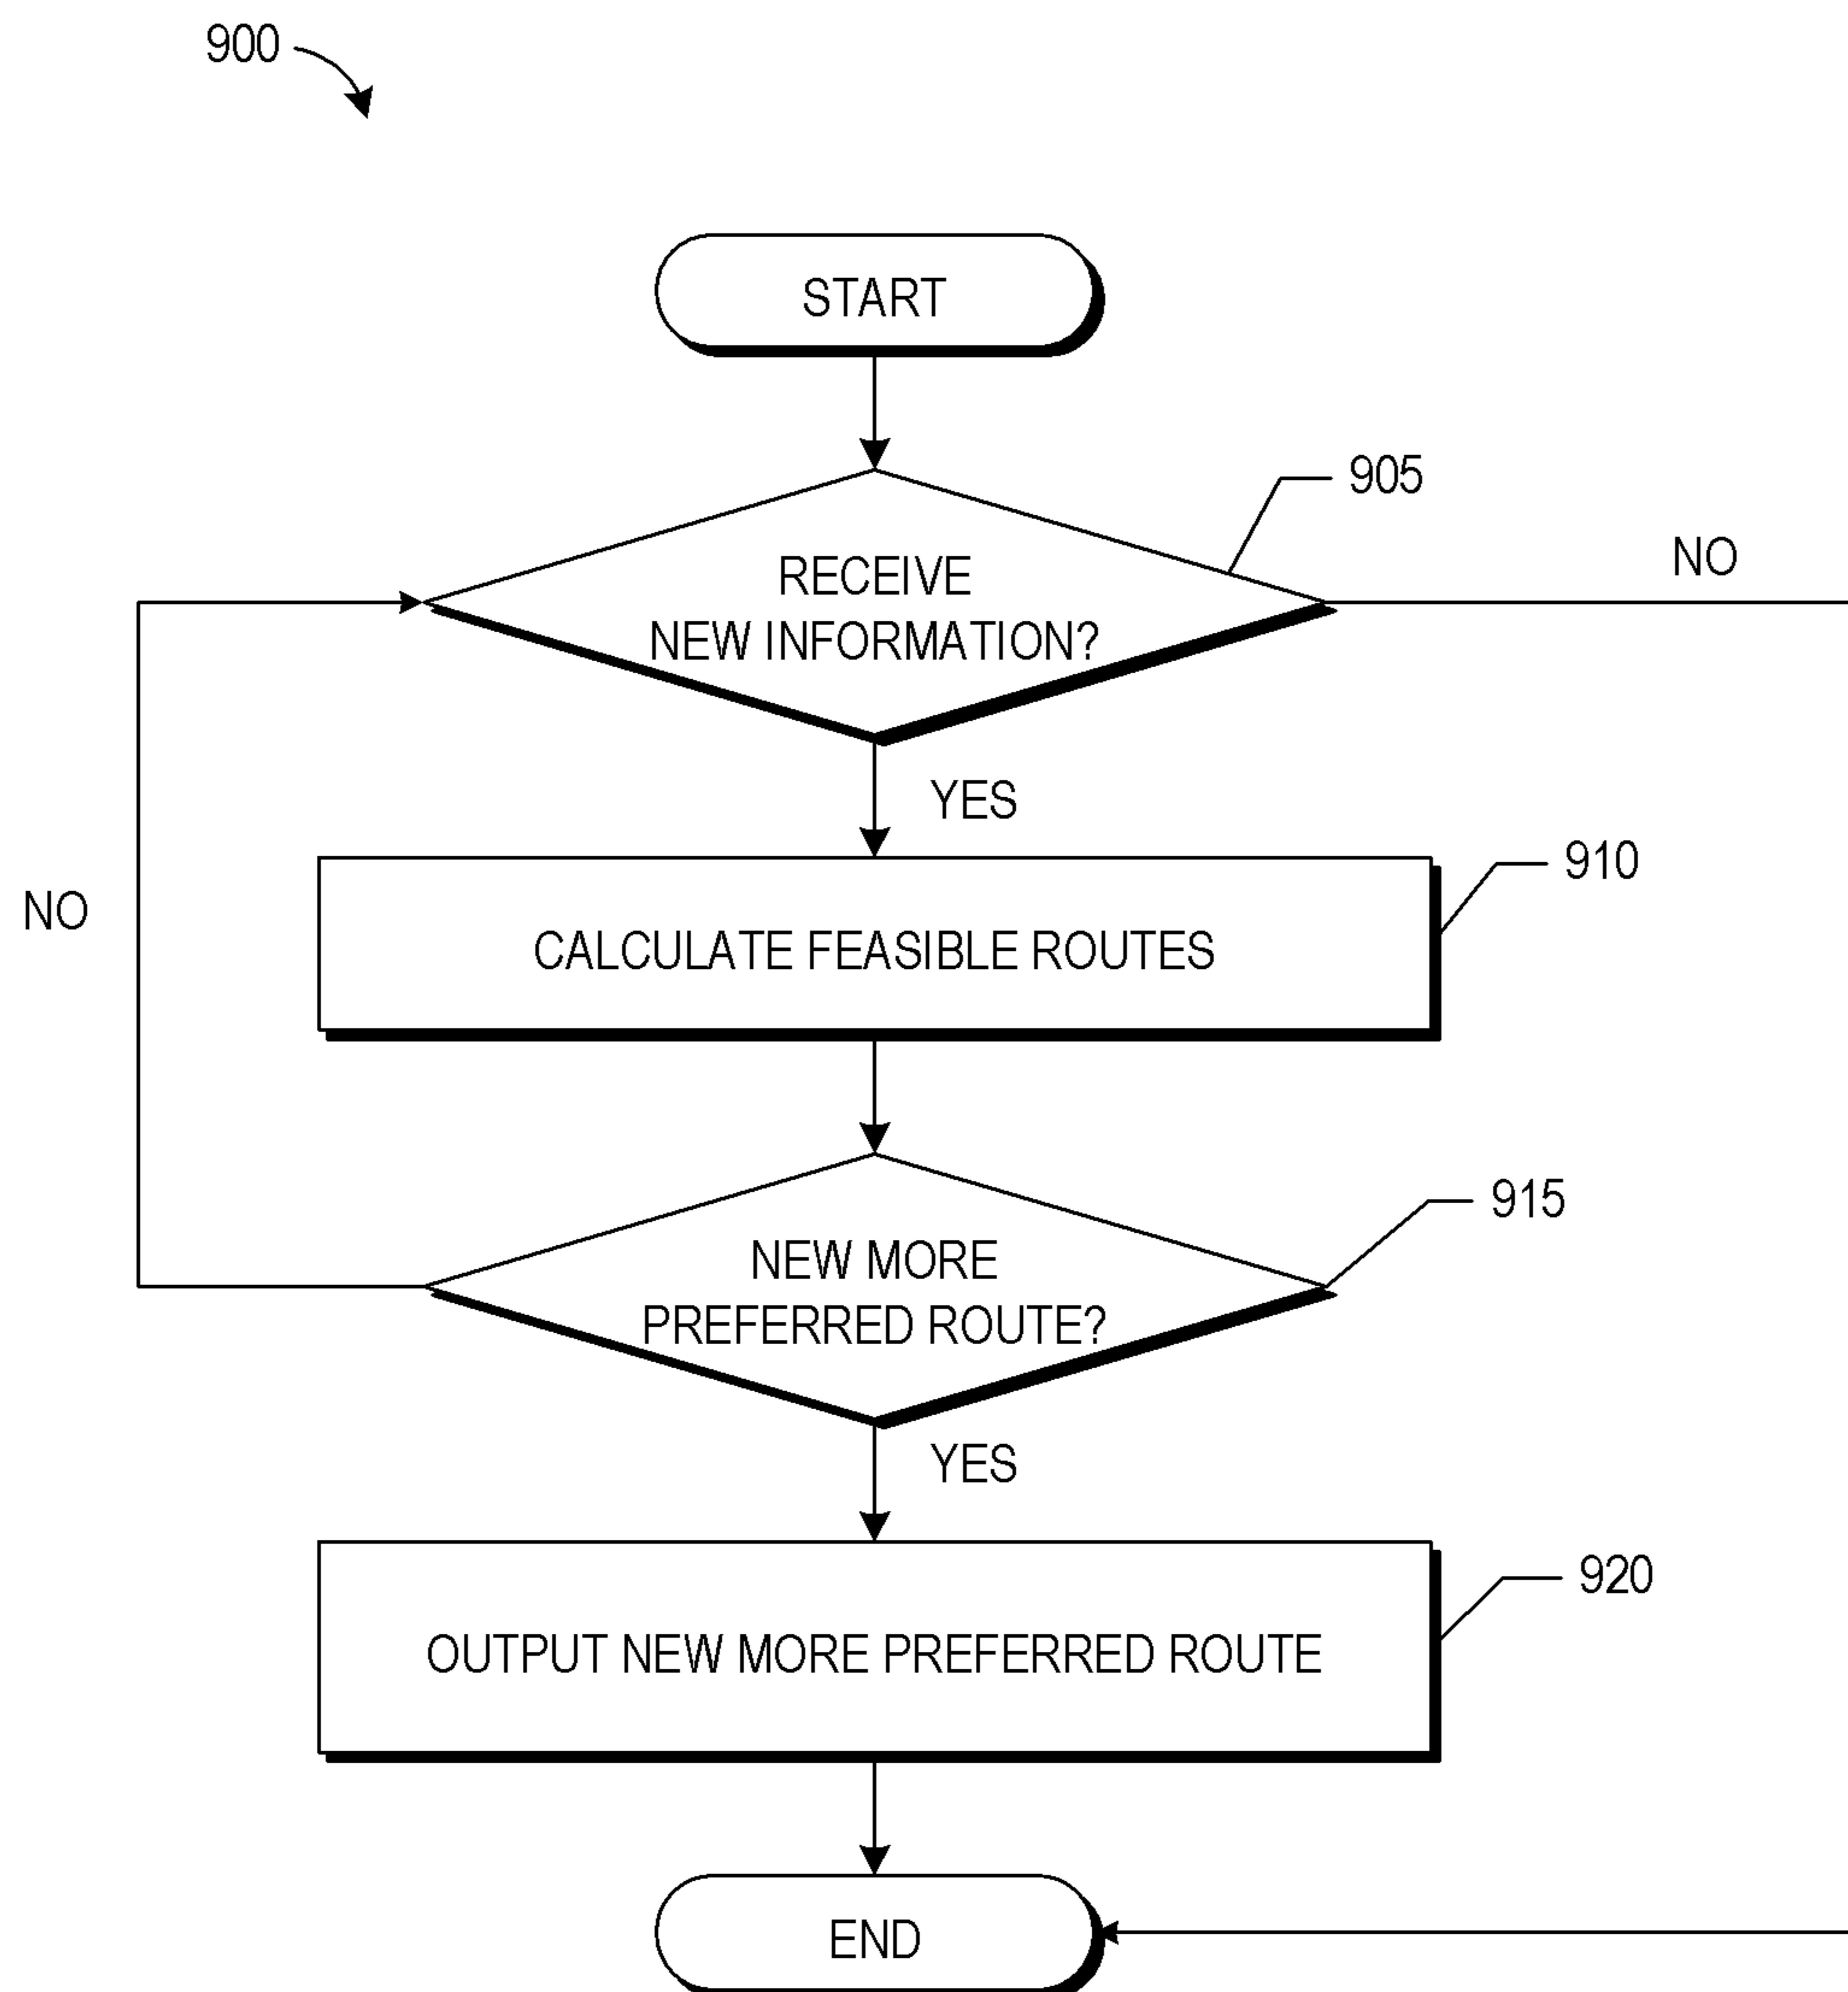 900
START
905
NO
RECEIVE
NEW INFORMATION?
YES
910
NO
CALCULATE FEASIBLE ROUTES
915
NEW MORE
PREFERRED ROUTE?
YES
920
OUTPUT NEW MORE PREFERRED ROUTE
END